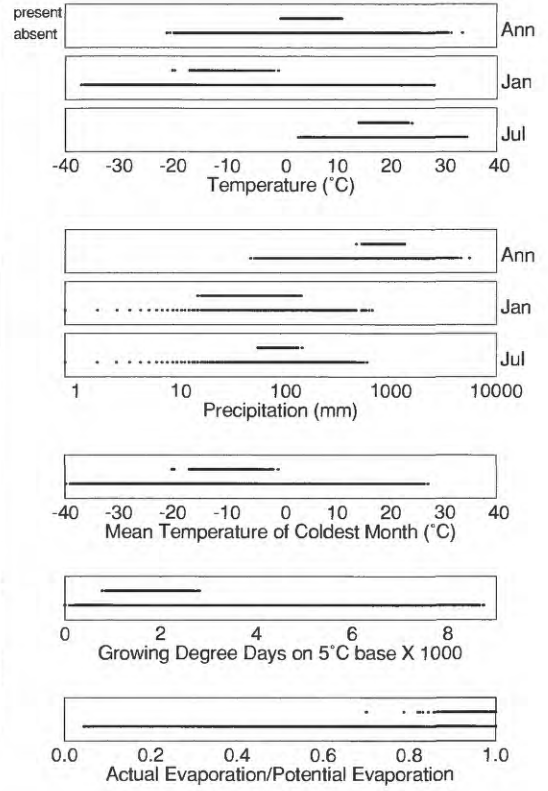 present
absent
Ann
Jan
Jul
-40 -30 -20 -10 0 10 20 30 40
Temperature (°C)
Ann
Jan
Jul
1 10 100 1000 10000
Precipitation (mm)
-40 -30 -20 -10 0 10 20 30 40
Mean Temperature of Coldest Month (°C)
0 2 4 6 8
Growing Degree Days on 5°C base X 1000
0.0 0.2 0.4 0.6 0.8 1.0
Actual Evaporation/Potential Evaporation